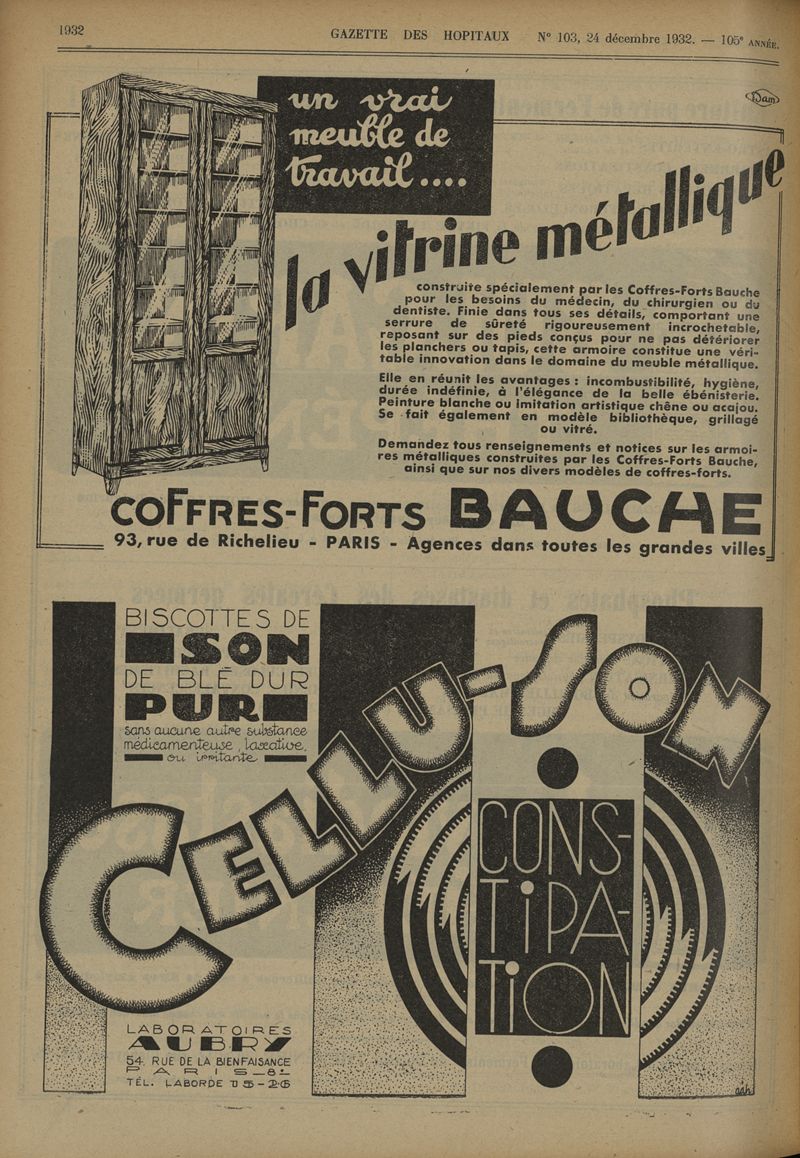 1932
GAZETTE DES HOPITAUX N° 103, 24 décembre 1932. — 105e ANNÉE.
Dam
un vrai
meuble de
travail....
la vitrine métallique
construite spécialement par les Coffres-Forts Bauche
pour les besoins du médecin, du chirurgien ou du
dentiste. Finie dans tous ses détails, comportant une
serrure de sûreté rigoureusement incrochetable,
reposant sur des pieds conçus pour ne pas détériorer
les planchers ou tapis, cette armoire constitue une véri-
table innovation dans le domaine du meuble métallique.
Elle en réunit les avantages : incombustibilité, hygiène,
durée indéfinie, à l'élégance de la belle ébénisterie.
Peinture blanche ou imitation artistique chêne ou acajou.
Se fait également en modèle bibliothèque, grillagé
ou vitré.
Demandez tous renseignements et notices sur les armoi-
res métalliques construites par les Coffres-Forts Bauche,
ainsi que sur nos divers modèles de coffres-forts.
COFFRES-FORTS BAUCHE
93, rue de Richelieu - PARIS - Agences dans toutes les grandes villes
BISCOTTES DE
SON
DE BLÉ DUR
PUR
sans aucune autre substance
médicamenteuse, laxative,
ou irritante
CELLU-SON
CONS-
TIPA-
TION
LABORATOIRES
AUBRY
54, RUE DE LA BIENFAISANCE
PARIS_8e
TÉL. LABORDE 15-26